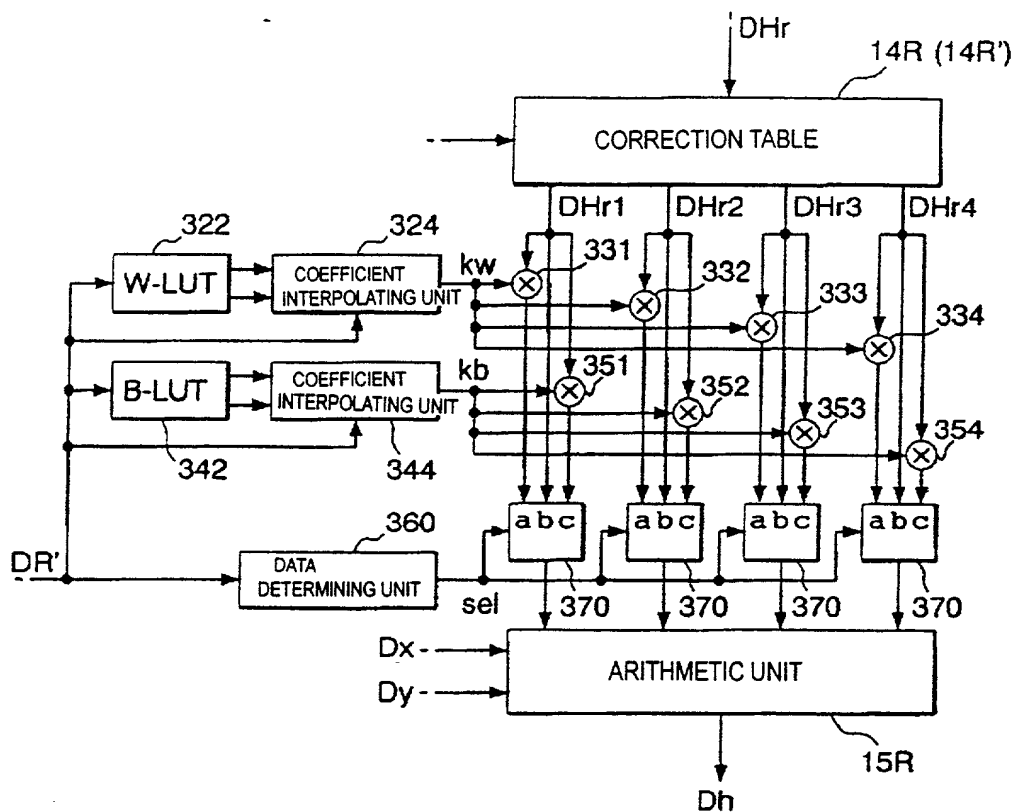 DHr
14R (14R')
CORRECTION TABLE
DHr1
DHr2
DHr3
DHr4
322
324
W-LUT
COEFFICIENT
INTERPOLATING UNIT
kw
331
332
333
334
B-LUT
COEFFICIENT
INTERPOLATING UNIT
kb
351
352
353
354
342
344
a b c
a b c
a b c
a b c
360
DR'
DATA
DETERMINING UNIT
sel
370
370
370
370
Dx
Dy
ARITHMETIC UNIT
15R
Dh